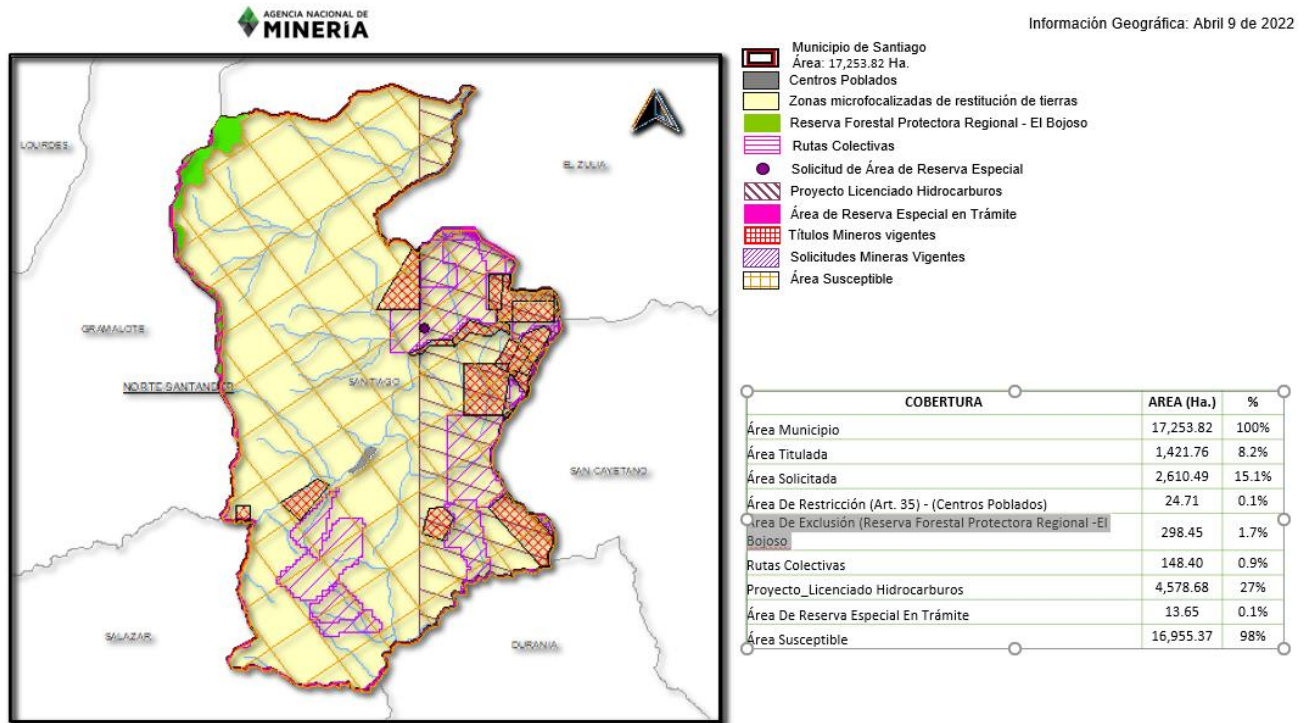 AGENCIA NACIONAL DE
MINERÍA
Información Geográfica: Abril 9 de 2022
Municipio de Santiago
Área: 17,253.82 Ha.
Centros Poblados
Zonas microfocalizadas de restitución de tierras
Reserva Forestal Protectora Regional - El Bojoso
Rutas Colectivas
Solicitud de Área de Reserva Especial
Proyecto Licenciado Hidrocarburos
Área de Reserva Especial en Trámite
Títulos Mineros vigentes
Solicitudes Mineras Vigentes
Área Susceptible
LOURDES
EL ZULIA
GRAMALOTE
NORTE SANTANDER
SANTIAGO
SAN CAYETANO
SALAZAR
DURANIA
COBERTURA AREA (Ha.) %
Área Municipio 17,253.82 100%
Área Titulada 1,421.76 8.2%
Área Solicitada 2,610.49 15.1%
Área De Restricción (Art. 35) - (Centros Poblados) 24.71 0.1%
Área De Exclusión (Reserva Forestal Protectora Regional -El
Bojoso 298.45 1.7%
Rutas Colectivas 148.40 0.9%
Proyecto_Licenciado Hidrocarburos 4,578.68 27%
Área De Reserva Especial En Trámite 13.65 0.1%
Área Susceptible 16,955.37 98%